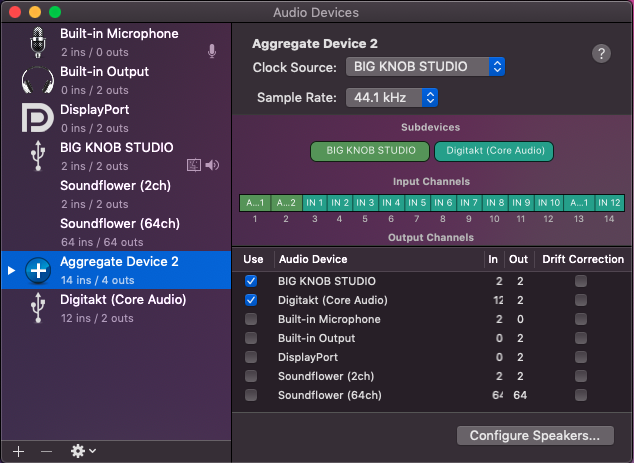 Audio Devices
Built-in Microphone
2 ins / 0 outs
Built-in Output
0 ins / 2 outs
DisplayPort
0 ins / 2 outs
BIG KNOB STUDIO
2 ins / 2 outs
Soundflower (2ch)
2 ins / 2 outs
Soundflower (64ch)
64 ins / 64 outs
Aggregate Device 2
14 ins / 4 outs
Digitakt (Core Audio)
12 ins / 2 outs
Aggregate Device 2
?
Clock Source: BIG KNOB STUDIO
Sample Rate: 44.1 kHz
Subdevices
BIG KNOB STUDIO Digitakt (Core Audio)
Input Channels
A...1 A...2 IN 1 IN 2 IN 3 IN 4 IN 5 IN 6 IN 7 IN 8 IN 9 IN 10 A...1 IN 12
1 2 3 4 5 6 7 8 9 10 11 12 13 14
Output Channels
Use Audio Device In Out Drift Correction
BIG KNOB STUDIO 2 2
Digitakt (Core Audio) 12 2
Built-in Microphone 2 0
Built-in Output 0 2
DisplayPort 0 2
Soundflower (2ch) 2 2
Soundflower (64ch) 64 64
Configure Speakers...